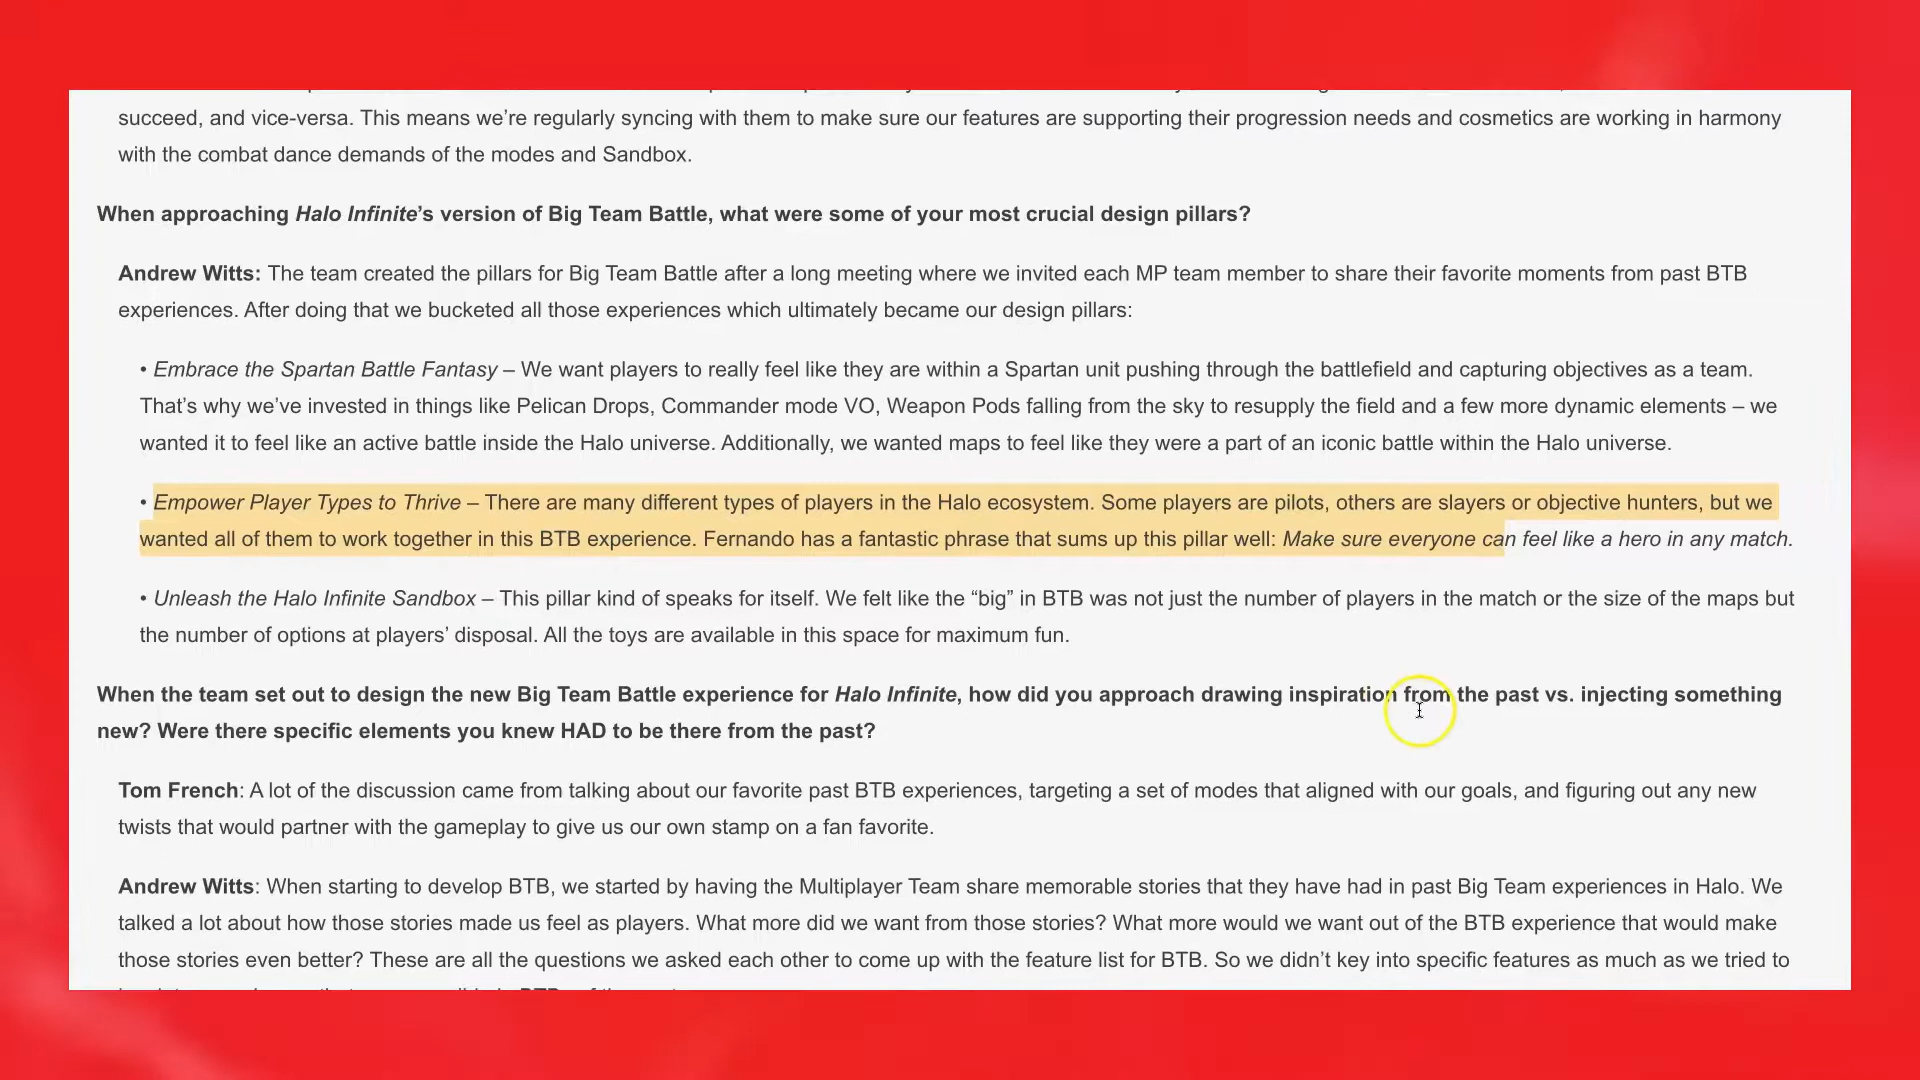 succeed, and vice-versa. This means we’re regularly syncing with them to make sure our features are supporting their progression needs and cosmetics are working in harmony
with the combat dance demands of the modes and Sandbox.
When approaching Halo Infinite’s version of Big Team Battle, what were some of your most crucial design pillars?
Andrew Witts: The team created the pillars for Big Team Battle after a long meeting where we invited each MP team member to share their favorite moments from past BTB
experiences. After doing that we bucketed all those experiences which ultimately became our design pillars:
• Embrace the Spartan Battle Fantasy – We want players to really feel like they are within a Spartan unit pushing through the battlefield and capturing objectives as a team.
That’s why we’ve invested in things like Pelican Drops, Commander mode VO, Weapon Pods falling from the sky to resupply the field and a few more dynamic elements – we
wanted it to feel like an active battle inside the Halo universe. Additionally, we wanted maps to feel like they were a part of an iconic battle within the Halo universe.
• Empower Player Types to Thrive – There are many different types of players in the Halo ecosystem. Some players are pilots, others are slayers or objective hunters, but we
wanted all of them to work together in this BTB experience. Fernando has a fantastic phrase that sums up this pillar well: Make sure everyone can feel like a hero in any match.
• Unleash the Halo Infinite Sandbox – This pillar kind of speaks for itself. We felt like the “big” in BTB was not just the number of players in the match or the size of the maps but
the number of options at players’ disposal. All the toys are available in this space for maximum fun.
When the team set out to design the new Big Team Battle experience for Halo Infinite, how did you approach drawing inspiration from the past vs. injecting something
new? Were there specific elements you knew HAD to be there from the past?
Tom French: A lot of the discussion came from talking about our favorite past BTB experiences, targeting a set of modes that aligned with our goals, and figuring out any new
twists that would partner with the gameplay to give us our own stamp on a fan favorite.
Andrew Witts: When starting to develop BTB, we started by having the Multiplayer Team share memorable stories that they have had in past Big Team experiences in Halo. We
talked a lot about how those stories made us feel as players. What more did we want from those stories? What more would we want out of the BTB experience that would make
those stories even better? These are all the questions we asked each other to come up with the feature list for BTB. So we didn’t key into specific features as much as we tried to